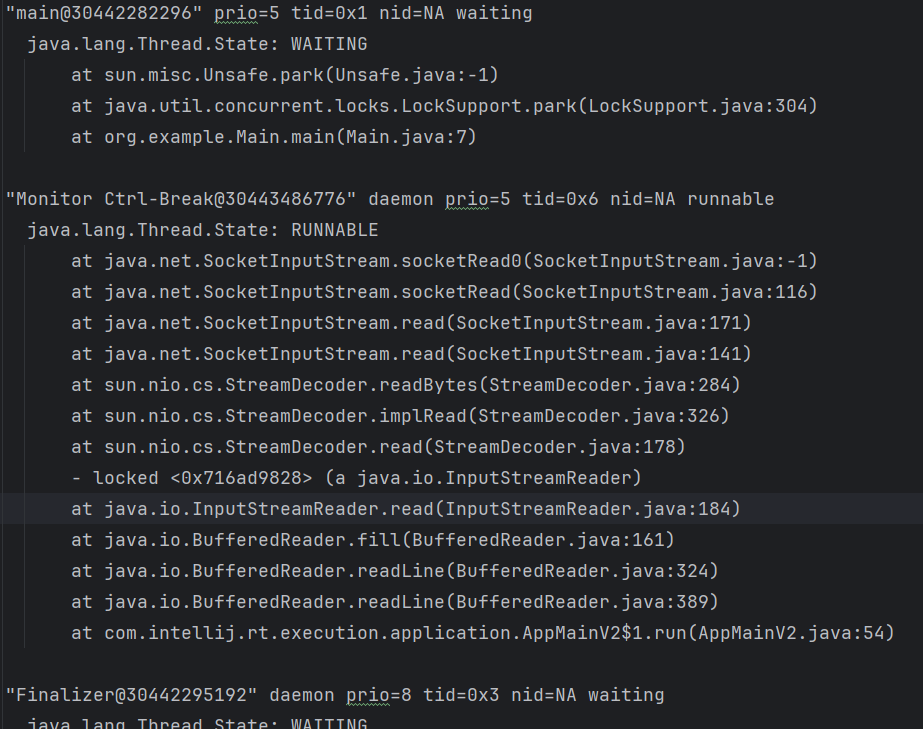 "main@30442282296" prio=5 tid=0x1 nid=NA waiting
java.lang.Thread.State: WAITING
at sun.misc.Unsafe.park(Unsafe.java:-1)
at java.util.concurrent.locks.LockSupport.park(LockSupport.java:304)
at org.example.Main.main(Main.java:7)
"Monitor Ctrl-Break@30443486776" daemon prio=5 tid=0x6 nid=NA runnable
java.lang.Thread.State: RUNNABLE
at java.net.SocketInputStream.socketRead0(SocketInputStream.java:-1)
at java.net.SocketInputStream.socketRead(SocketInputStream.java:116)
at java.net.SocketInputStream.read(SocketInputStream.java:171)
at java.net.SocketInputStream.read(SocketInputStream.java:141)
at sun.nio.cs.StreamDecoder.readBytes(StreamDecoder.java:284)
at sun.nio.cs.StreamDecoder.implRead(StreamDecoder.java:326)
at sun.nio.cs.StreamDecoder.read(StreamDecoder.java:178)
- locked <0x716ad9828> (a java.io.InputStreamReader)
at java.io.InputStreamReader.read(InputStreamReader.java:184)
at java.io.BufferedReader.fill(BufferedReader.java:161)
at java.io.BufferedReader.readLine(BufferedReader.java:324)
at java.io.BufferedReader.readLine(BufferedReader.java:389)
at com.intellij.rt.execution.application.AppMainV2$1.run(AppMainV2.java:54)
"Finalizer@30442295192" daemon prio=8 tid=0x3 nid=NA waiting
java.lang.Thread.State: WAITING